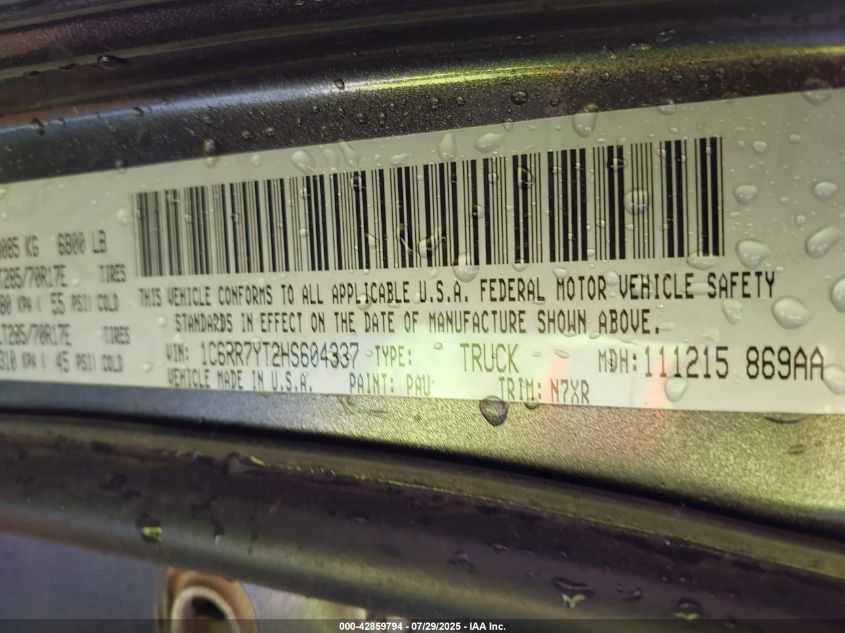 085 KG 6800 LB
285/70R17E TIRES
KPA ( 55 PSI) COLD
LT285/70R17E TIRES
310 KPA ( 45 PSI) COLD
THIS VEHICLE CONFORMS TO ALL APPLICABLE U.S.A. FEDERAL MOTOR VEHICLE SAFETY
STANDARDS IN EFFECT ON THE DATE OF MANUFACTURE SHOWN ABOVE.
VIN: 1C6RR7YT2HS604337 TYPE: TRUCK MDH: 111215 869AA
VEHICLE MADE IN U.S.A. PAINT: PAU TRIM: N7XR
000-42859794 - 07/29/2025 - IAA Inc.